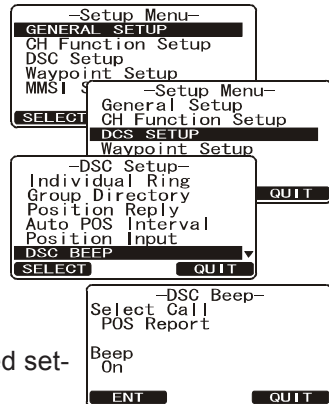 —Setup Menu—
GENERAL SETUP
CH Function Setup
DSC Setup
Waypoint Setup
MMSI S
SELECT
—Setup Menu—
General Setup
CH Function Setup
DCS SETUP
Waypoint Setup
QUIT
—DSC Setup—
Individual Ring
Group Directory
Position Reply
Auto POS Interval
Position Input
DSC BEEP
SELECT QUIT
—DSC Beep—
Select Call
POS Report
Beep
On
ENT QUIT
ed set-